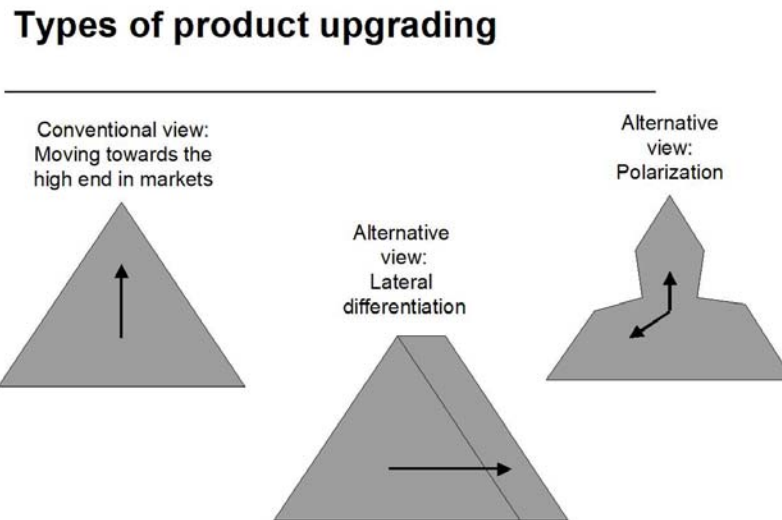 Types of product upgrading
Conventional view:
Moving towards the
high end in markets
Alternative
view:
Lateral
differentiation
Alternative
view:
Polarization